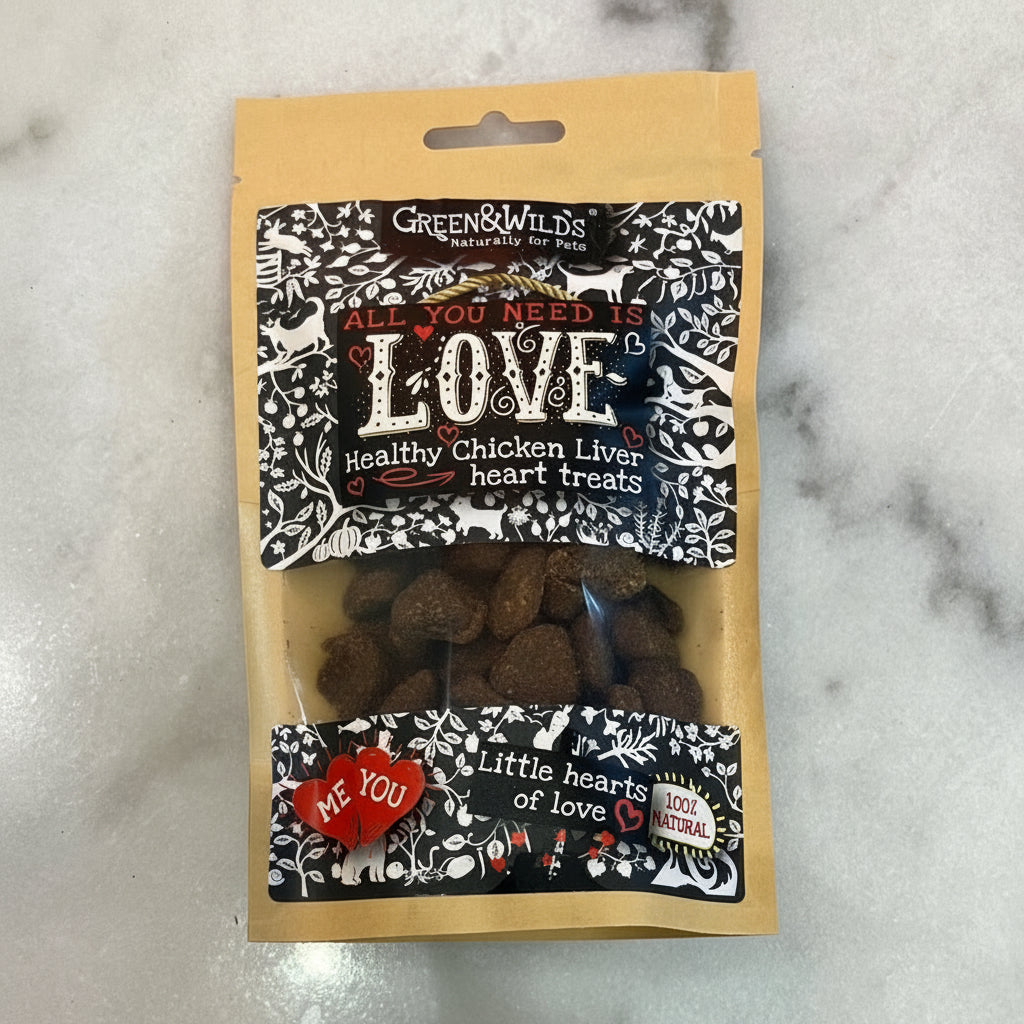 GREEN&WILD'S®
Naturally for Pets
ALL YOU NEED IS
LOVE
Healthy Chicken Liver
heart treats
Little hearts
of love
ME YOU
100%
NATURAL